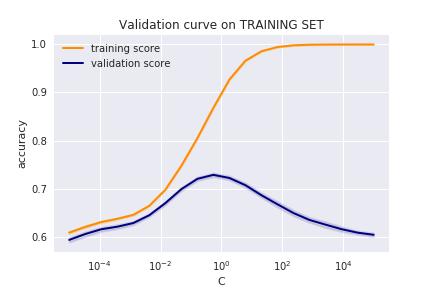 Validation curve on TRAINING SET
training score
validation score
accuracy
1.0
0.9
0.8
0.7
0.6
10⁻⁴ 10⁻² 10⁰ 10² 10⁴
C